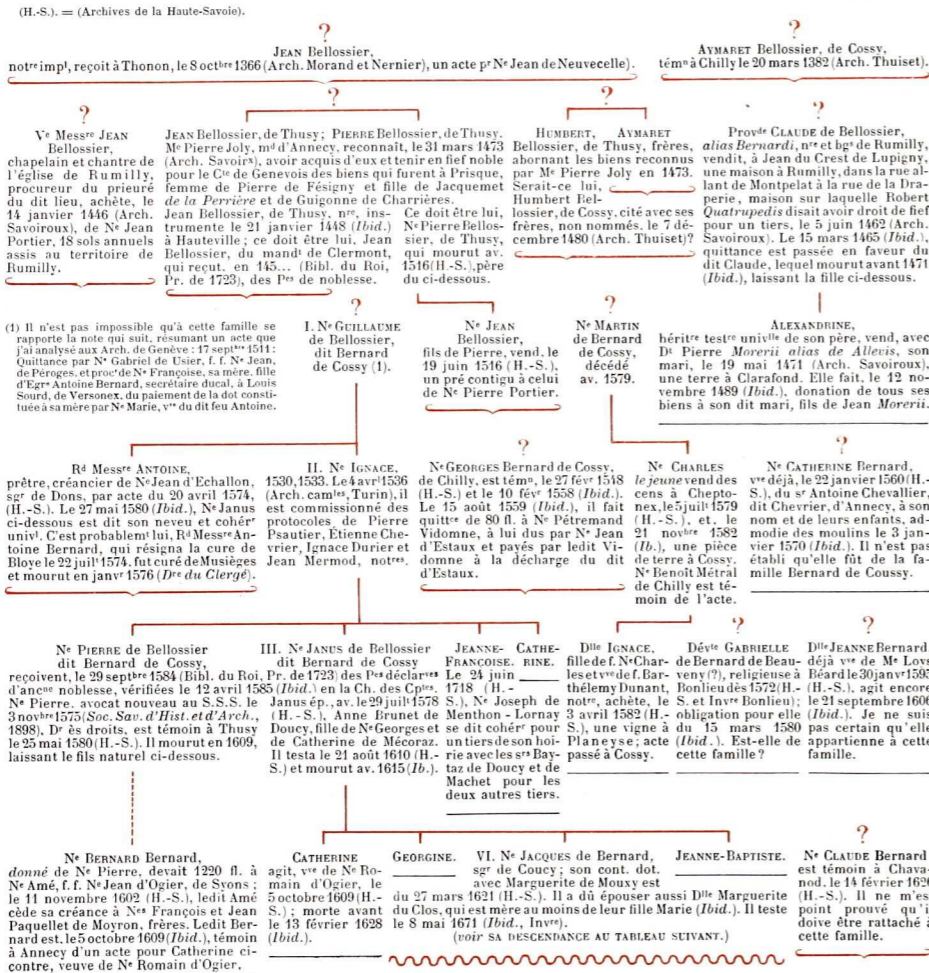 (H.-S.). = (Archives de la Haute-Savoie).
?
JEAN Bellossier,
notre impl, reçoit à Thonon, le 8 octbre 1366 (Arch. Morand et Nernier), un acte pr Ne Jean de Neuvecelle).
?
AYMARET Bellossier, de Cossy,
témn à Chilly le 20 mars 1382 (Arch. Thuiset).
?
Ve Messre JEAN
Bellossier,
chapelain et chantre de
l'église de Rumilly,
procureur du prieuré
du dit lieu, achète, le
14 janvier 1446 (Arch.
Savoiroux), de Ne Jean
Portier, 18 sols annuels
assis au territoire de
Rumilly.
?
JEAN Bellossier, de Thusy; PIERRE Bellossier, de Thusy.
Me Pierre Joly, md d'Annecy, reconnaît, le 31 mars 1473
(Arch. Savoirx), avoir acquis d'eux et tenir en fief noble
pour le Cte de Genevois des biens qui furent à Prisque,
femme de Pierre de Fésigny et fille de Jacquemet
de la Perrière et de Guigonne de Charrières.
Jean Bellossier, de Thusy, nre, ins-
trumente le 21 janvier 1448 (Ibid.)
à Hauteville; ce doit être lui, Jean
Bellossier, du mandt de Clermont,
qui reçut, en 145... (Bibl. du Roi,
Pr. de 1723), des Pes de noblesse.
Ce doit être lui,
Ne Pierre Bellos-
sier, de Thusy,
qui mourut av.
1516 (H.-S.), père
du ci-dessous.
?
HUMBERT, AYMARET
Bellossier, de Thusy, frères,
abornant les biens reconnus
par Me Pierre Joly en 1473.
Serait-ce lui,
Humbert Bel-
lossier, de Cossy, cité avec ses
frères, non nommés, le 7 dé-
cembre 1480 (Arch. Thuiset)?
?
Provde CLAUDE de Bellossier,
alias Bernardi, nre et bgs de Rumilly,
vendit, à Jean du Crest de Lupigny,
une maison à Rumilly, dans la rue al-
lant de Montpelat à la rue de la Dra-
perie, maison sur laquelle Robert
Quatrupedis disait avoir droit de fief
pour un tiers, le 5 juin 1462 (Arch.
Savoiroux). Le 15 mars 1465 (Ibid.),
quittance est passée en faveur du
dit Claude, lequel mourut avant 1471
(Ibid.), laissant la fille ci-dessous.
(1) Il n'est pas impossible qu'à cette famille se
rapporte la note qui suit, résumant un acte que
j'ai analysé aux Arch. de Genève : 17 septbre 1511 :
Quittance par Ne Gabriel de Usier, f. f. Ne Jean,
de Péroges, et proct de Ne Françoise, sa mère, fille
d'Egre Antoine Bernard, secrétaire ducal, à Louis
Sourd, de Versonex, du paiement de la dot consti-
tuée à sa mère par Ne Marie, vve du dit feu Antoine.
?
I. Ne GUILLAUME
de Bellossier,
dit Bernard
de Cossy (1).
Ne JEAN
Bellossier,
fils de Pierre, vend, le
19 juin 1516 (H.-S.),
un pré contigu à celui
de Ne Pierre Portier.
?
Ne MARTIN
de Bernard
de Cossy,
décédé
av. 1579.
ALEXANDRINE,
héritre testre univlle de son père, vend, avec
Dt Pierre Morerii alias de Allevis, son
mari, le 19 mai 1471 (Arch. Savoiroux),
une terre à Clarafond. Elle fait, le 12 no-
vembre 1489 (Ibid.), donation de tous ses
biens à son dit mari, fils de Jean Morerii.
Rd Messre ANTOINE,
prêtre, créancier de Ne Jean d'Echallon,
sgr de Dons, par acte du 20 avril 1574,
(H.-S.). Le 27 mai 1580 (Ibid.), Ne Janus
ci-dessous est dit son neveu et cohérr
univl. C'est probablemt lui, Rd Messre An-
toine Bernard, qui résigna la cure de
Bloye le 22 juilt 1574, fut curé de Musièges
et mourut en janvr 1576 (Dre du Clergé).
II. Ne IGNACE,
1530, 1533. Le 4 avrl 1536
(Arch. camles, Turin), il
est commissionné des
protocoles de Pierre
Psautier, Étienne Che-
vrier, Ignace Durier et
Jean Mermod, notres.
?
Ne GEORGES Bernard de Cossy,
de Chilly, est témn, le 27 févr 1548
(H.-S.) et le 10 févr 1558 (Ibid.).
Le 15 août 1559 (Ibid.), il fait
quittce de 80 fl. à Ne Pétremand
Vidomne, à lui dus par Ne Jean
d'Estaux et payés par ledit Vi-
domne à la décharge du dit
d'Estaux.
Ne CHARLES
le jeune vend des
cens à Chepto-
nex, le 5 juilt 1579
(H.-S.), et, le
21 novbre 1582
(Ib.), une pièce
de terre à Cossy.
Ne Benoît Métral
de Chilly est té-
moin de l'acte.
?
Ne CATHERINE Bernard,
vve déjà, le 22 janvier 1560 (H.-
S.), du sr Antoine Chevallier,
dit Chevrier, d'Annecy, à son
nom et de leurs enfants, ad-
modie des moulins le 3 jan-
vier 1570 (Ibid.). Il n'est pas
établi qu'elle fût de la fa-
mille Bernard de Coussy.
Ne PIERRE de Bellossier
dit Bernard de Cossy,
reçoivent, le 29 septbre 1584 (Bibl. du Roi, Pr. de 1723) des Pes déclarves
d'ancne noblesse, vérifiées le 12 avril 1585 (Ibid.) en la Ch. des Cptes.
Ne Pierre, avocat nouveau au S.S.S. le
3 novbre 1575 (Soc. Sav. d'Hist. et d'Arch.,
1898), Dr ès droits, est témoin à Thusy
le 25 mai 1580 (H.-S.). Il mourut en 1609,
laissant le fils naturel ci-dessous.
III. Ne JANUS de Bellossier
dit Bernard de Cossy
Janus ép., av. le 29 juilt 1578
(H.-S.), Anne Brunet de
Doucy, fille de Ne Georges et
de Catherine de Mécoraz.
Il testa le 21 août 1610 (H.-
S.) et mourut av. 1615 (Ib.).
JEANNE- CATHE-
FRANÇOISE. RINE.
Le 24 juin
1718 (H.-
S.), Ne Joseph de
Menthon-Lornay
se dit cohérr pour
un tiers de son hoi-
rie avec les srs Bay-
taz de Doucy et de
Machet pour les
deux autres tiers.
Dlle IGNACE,
fille de f. Ne Char-
les et vve de f. Bar-
thélemy Dunant,
notre, achète, le
3 avril 1582 (H.-
S.), une vigne à
Planeyse; acte
passé à Cossy.
?
Dévte GABRIELLE
de Bernard de Beau-
veny (?), religieuse à
Bonlieu dès 1572 (H.-
S. et Invre Bonlieu);
obligation pour elle
du 15 mars 1580
(Ibid.). Est-elle de
cette famille?
?
Dlle JEANNE Bernard
déjà vve de Me Loys
Béard le 30 janvr 1595
(H.-S.), agit encore
le 21 septembre 1606
(Ibid.). Je ne suis
pas certain qu'elle
appartienne à cette
famille.
Ne BERNARD Bernard,
donné de Ne Pierre, devait 1220 fl. à
Ne Amé, f. f. Ne Jean d'Ogier, de Syons;
le 11 novembre 1602 (H.-S.), ledit Amé
cède sa créance à Nes François et Jean
Paquellet de Moyron, frères. Ledit Ber-
nard est, le 5 octobre 1609 (Ibid.), témoin
à Annecy d'un acte pour Catherine ci-
contre, veuve de Ne Romain d'Ogier.
CATHERINE
agit, vve de Ne Ro-
main d'Ogier, le
5 octobre 1609 (H.-
S.); morte avant
le 13 février 1628
(Ibid.).
GEORGINE.
VI. Ne JACQUES de Bernard,
sgr de Coucy; son cont. dot.
avec Marguerite de Mouxy est
du 27 mars 1621 (H.-S.). Il a dû épouser aussi Dlle Marguerite
du Clos, qui est mère au moins de leur fille Marie (Ibid.). Il teste
le 8 mai 1671 (Ibid., Invre).
(voir SA DESCENDANCE AU TABLEAU SUIVANT.)
JEANNE-BAPTISTE.
?
Ne CLAUDE Bernard
est témoin à Chava-
nod, le 14 février 1620
(H.-S.). Il ne m'es
point prouvé qu'i
doive être rattaché à
cette famille.